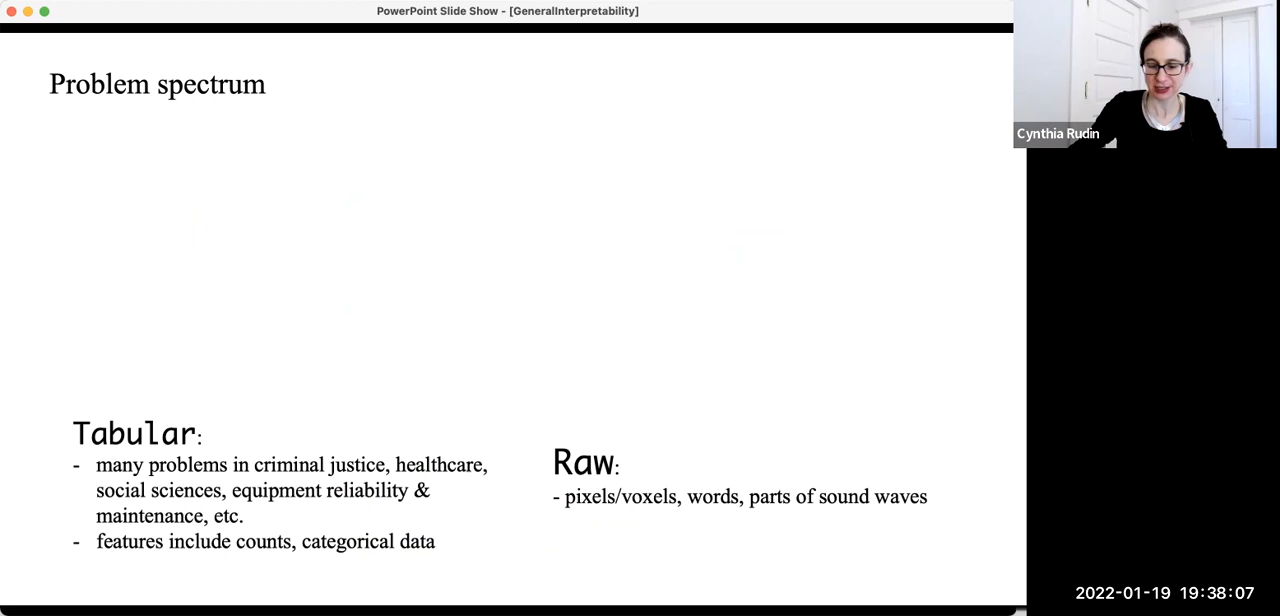 PowerPoint Slide Show - [GeneralInterpretability]
Problem spectrum
Cynthia Rudin
Tabular:
- many problems in criminal justice, healthcare,
social sciences, equipment reliability &
maintenance, etc.
- features include counts, categorical data
Raw:
- pixels/voxels, words, parts of sound waves
2022-01-19 19:38:07